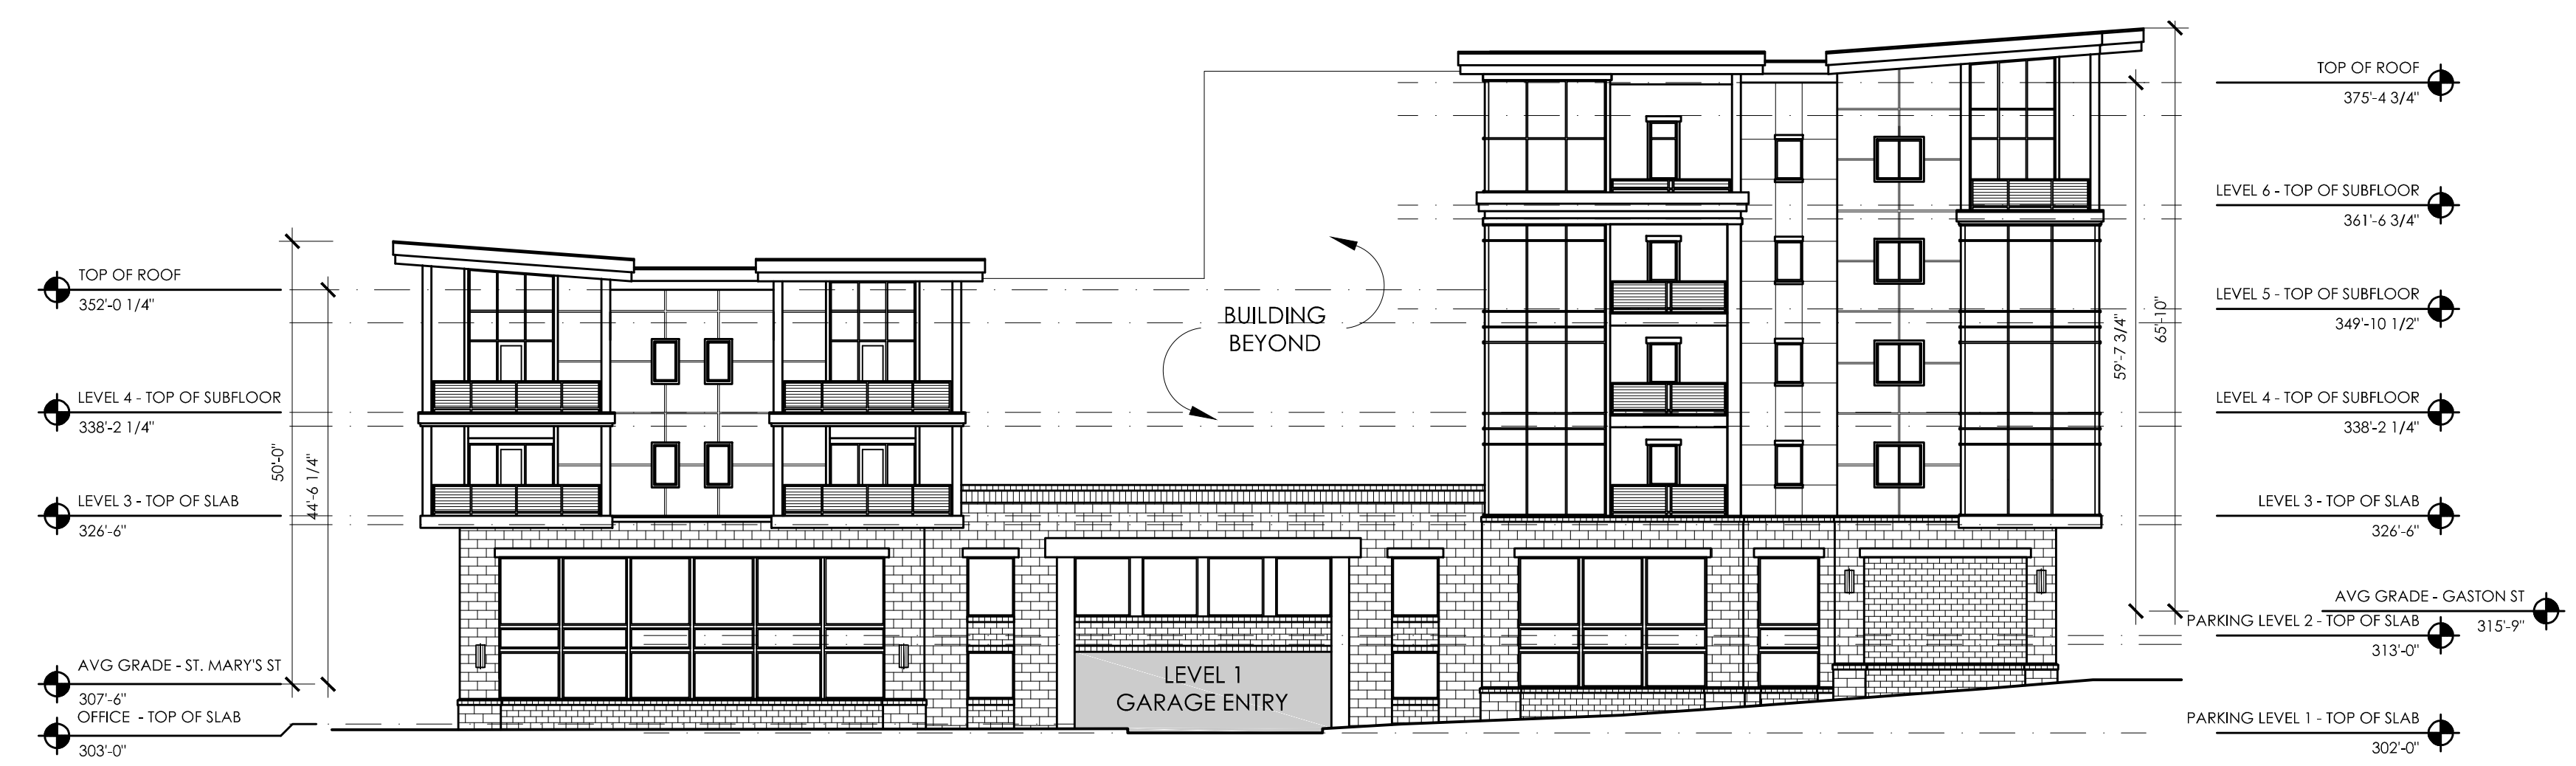 TOP OF ROOF
352'-0 1/4"
LEVEL 4 - TOP OF SUBFLOOR
338'-2 1/4"
LEVEL 3 - TOP OF SLAB
326'-6"
AVG GRADE - ST. MARY'S ST
307'-6"
OFFICE - TOP OF SLAB
303'-0"
50'-0"
44'-6 1/4"
BUILDING
BEYOND
LEVEL 1
GARAGE ENTRY
59'-7 3/4"
65'-10"
TOP OF ROOF
375'-4 3/4"
LEVEL 6 - TOP OF SUBFLOOR
361'-6 3/4"
LEVEL 5 - TOP OF SUBFLOOR
349'-10 1/2"
LEVEL 4 - TOP OF SUBFLOOR
338'-2 1/4"
LEVEL 3 - TOP OF SLAB
326'-6"
AVG GRADE - GASTON ST
315'-9"
PARKING LEVEL 2 - TOP OF SLAB
313'-0"
PARKING LEVEL 1 - TOP OF SLAB
302'-0"